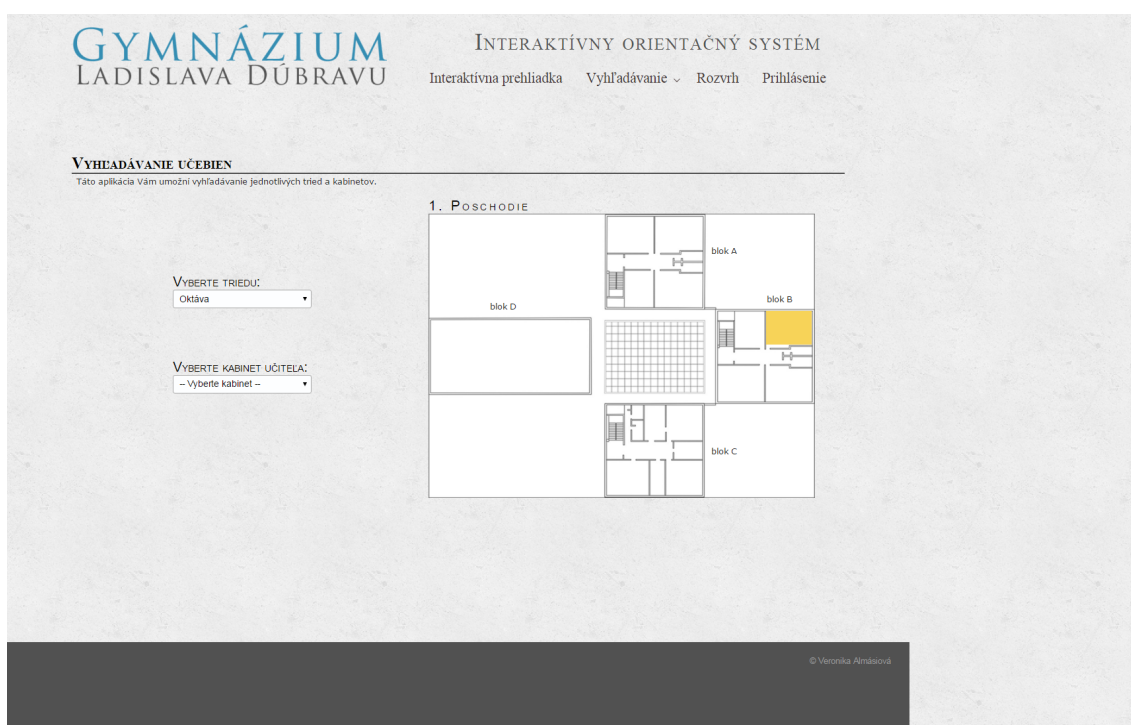 GYMNÁZIUM
LADISLAVA DÚBRAVU
INTERAKTÍVNY ORIENTAČNÝ SYSTÉM
Interaktívna prehliadka Vyhľadávanie Rozvrh Prihlásenie
VYHĽADÁVANIE UČEBIEN
Táto aplikácia Vám umožní vyhľadávanie jednotlivých tried a kabinetov.
1. POSCHODIE
blok A
VYBERTE TRIEDU:
Oktáva
blok B
blok D
VYBERTE KABINET UČITEĽA:
-- Vyberte kabinet --
blok C
© Veronika Almásiová